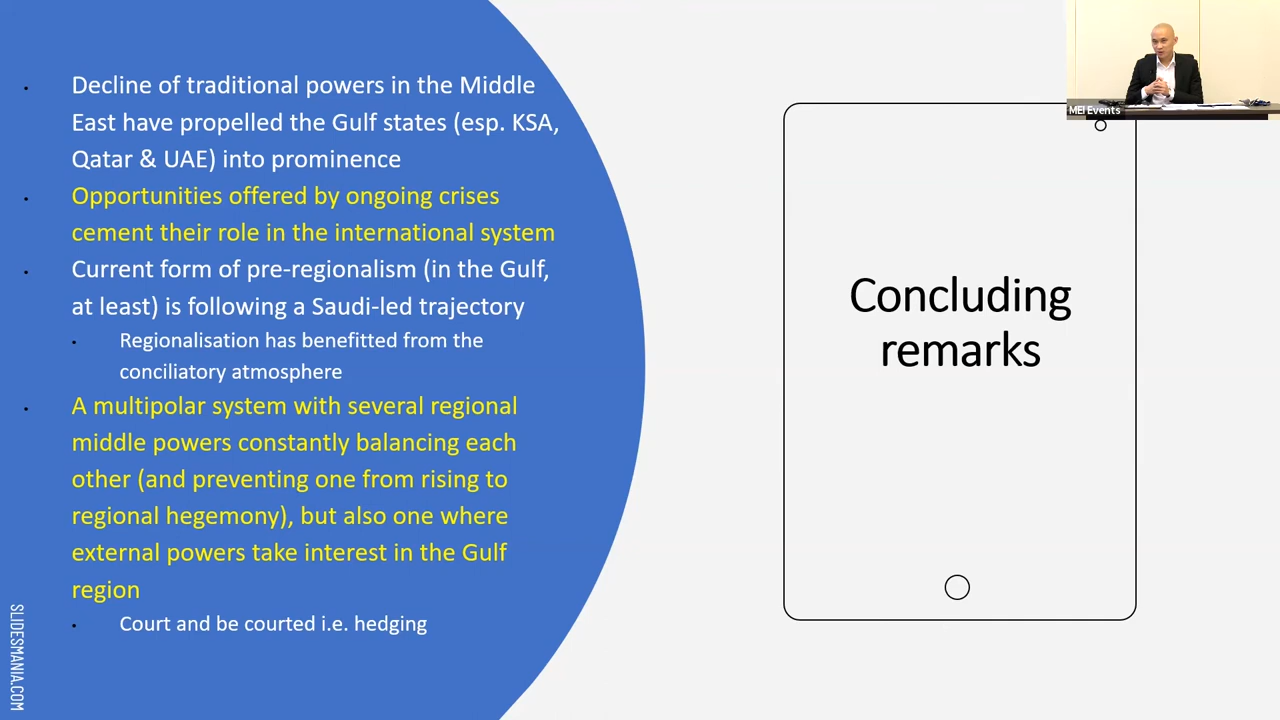 Decline of traditional powers in the Middle
East have propelled the Gulf states (esp. KSA,
Qatar & UAE) into prominence
Opportunities offered by ongoing crises
cement their role in the international system
Current form of pre-regionalism (in the Gulf,
at least) is following a Saudi-led trajectory
Regionalisation has benefitted from the
conciliatory atmosphere
A multipolar system with several regional
middle powers constantly balancing each
other (and preventing one from rising to
regional hegemony), but also one where
external powers take interest in the Gulf
region
Court and be courted i.e. hedging
Concluding
remarks
MEI Events
SLIDESMANIA.COM